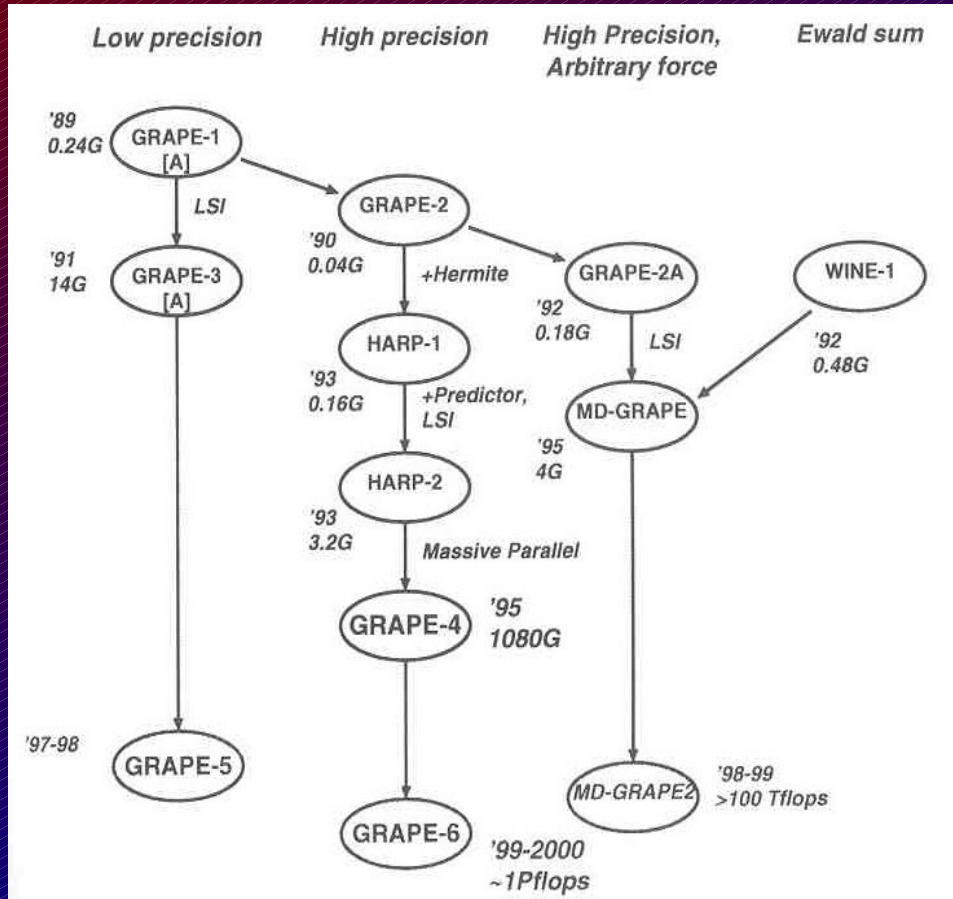 Low precision
High precision
High Precision,
Arbitrary force
Ewald sum
'89
0.24G
GRAPE-1
[A]
LSI
GRAPE-2
'90
0.04G
'91
14G
GRAPE-3
[A]
+Hermite
GRAPE-2A
'92
0.18G
WINE-1
'92
0.48G
HARP-1
'93
0.16G
LSI
+Predictor,
LSI
MD-GRAPE
'95
4G
HARP-2
'93
3.2G
Massive Parallel
GRAPE-4
'95
1080G
'97-98
GRAPE-5
MD-GRAPE2
'98-99
>100 Tflops
GRAPE-6
'99-2000
~1Pflops